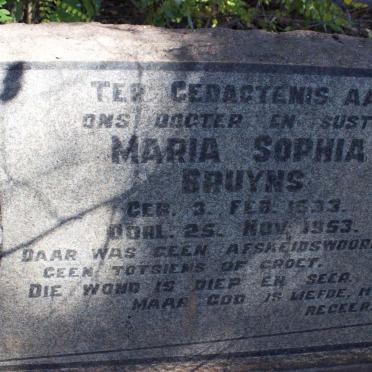 TER GEDAGTENIS AA
ONS DOGTER EN SUST
MARIA SOPHIA
BRUYNS
GEB. 3. FEB. 1933.
OORL. 25. NOV. 1953.
DAAR WAS GEEN AFSKEIDSWOOR
GEEN TOTSIENS OF GROET.
DIE WOND IS DIEP EN SEER.
MAAR GOD IS LIEFDE, H
REGEER